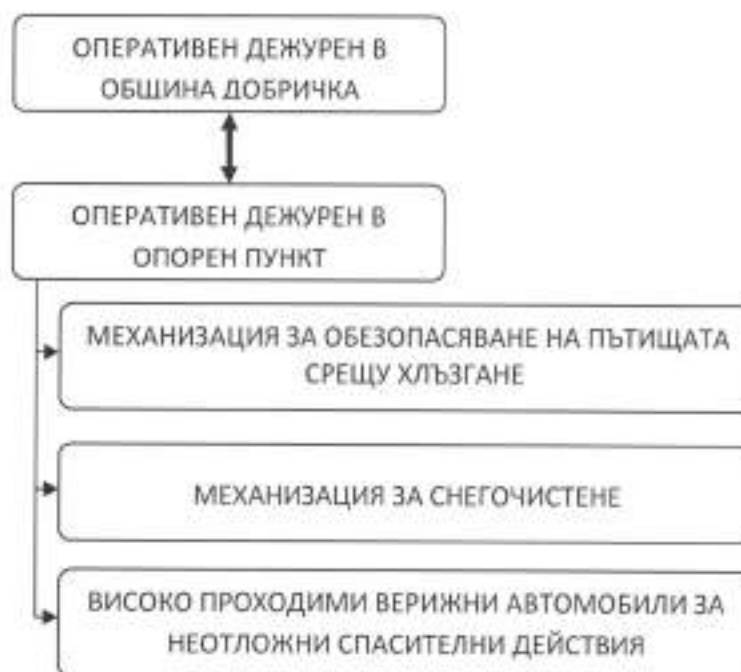 ОПЕРАТИВЕН ДЕЖУРЕН В
ОБЩИНА ДОБРИЧКА
ОПЕРАТИВЕН ДЕЖУРЕН В
ОПОРЕН ПУНКТ
МЕХАНИЗАЦИЯ ЗА ОБЕЗОПАСЯВАНЕ НА ПЪТИЩАТА
СРЕЩУ ХЛЪЗГАНЕ
МЕХАНИЗАЦИЯ ЗА СНЕГОЧИСТЕНЕ
ВИСОКО ПРОХОДИМИ ВЕРИЖНИ АВТОМОБИЛИ ЗА
НЕОТЛОЖНИ СПАСИТЕЛНИ ДЕЙСТВИЯ